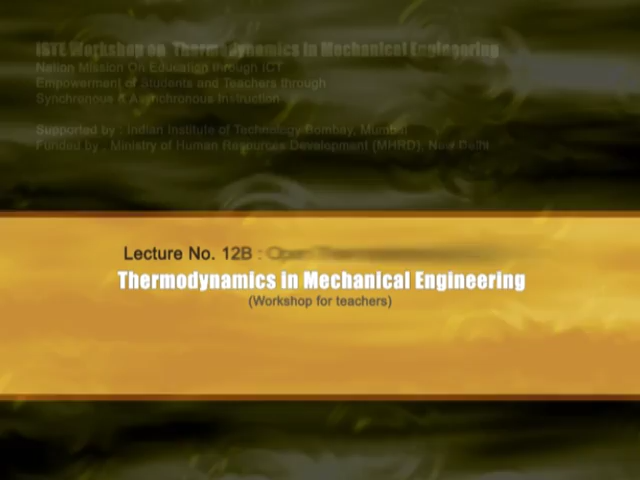 ISTE Workshop on Thermodynamics in Mechanical Engineering
Nation Mission On Education through ICT
Empowerment of Students and Teachers through
Synchronous & Asynchronous Instruction
Supported by : Indian Institute of Technology Bombay, Mumbai
Funded by : Ministry of Human Resources Development (MHRD), New Delhi
Lecture No. 12B : Open
Thermodynamics in Mechanical Engineering
(Workshop for teachers)